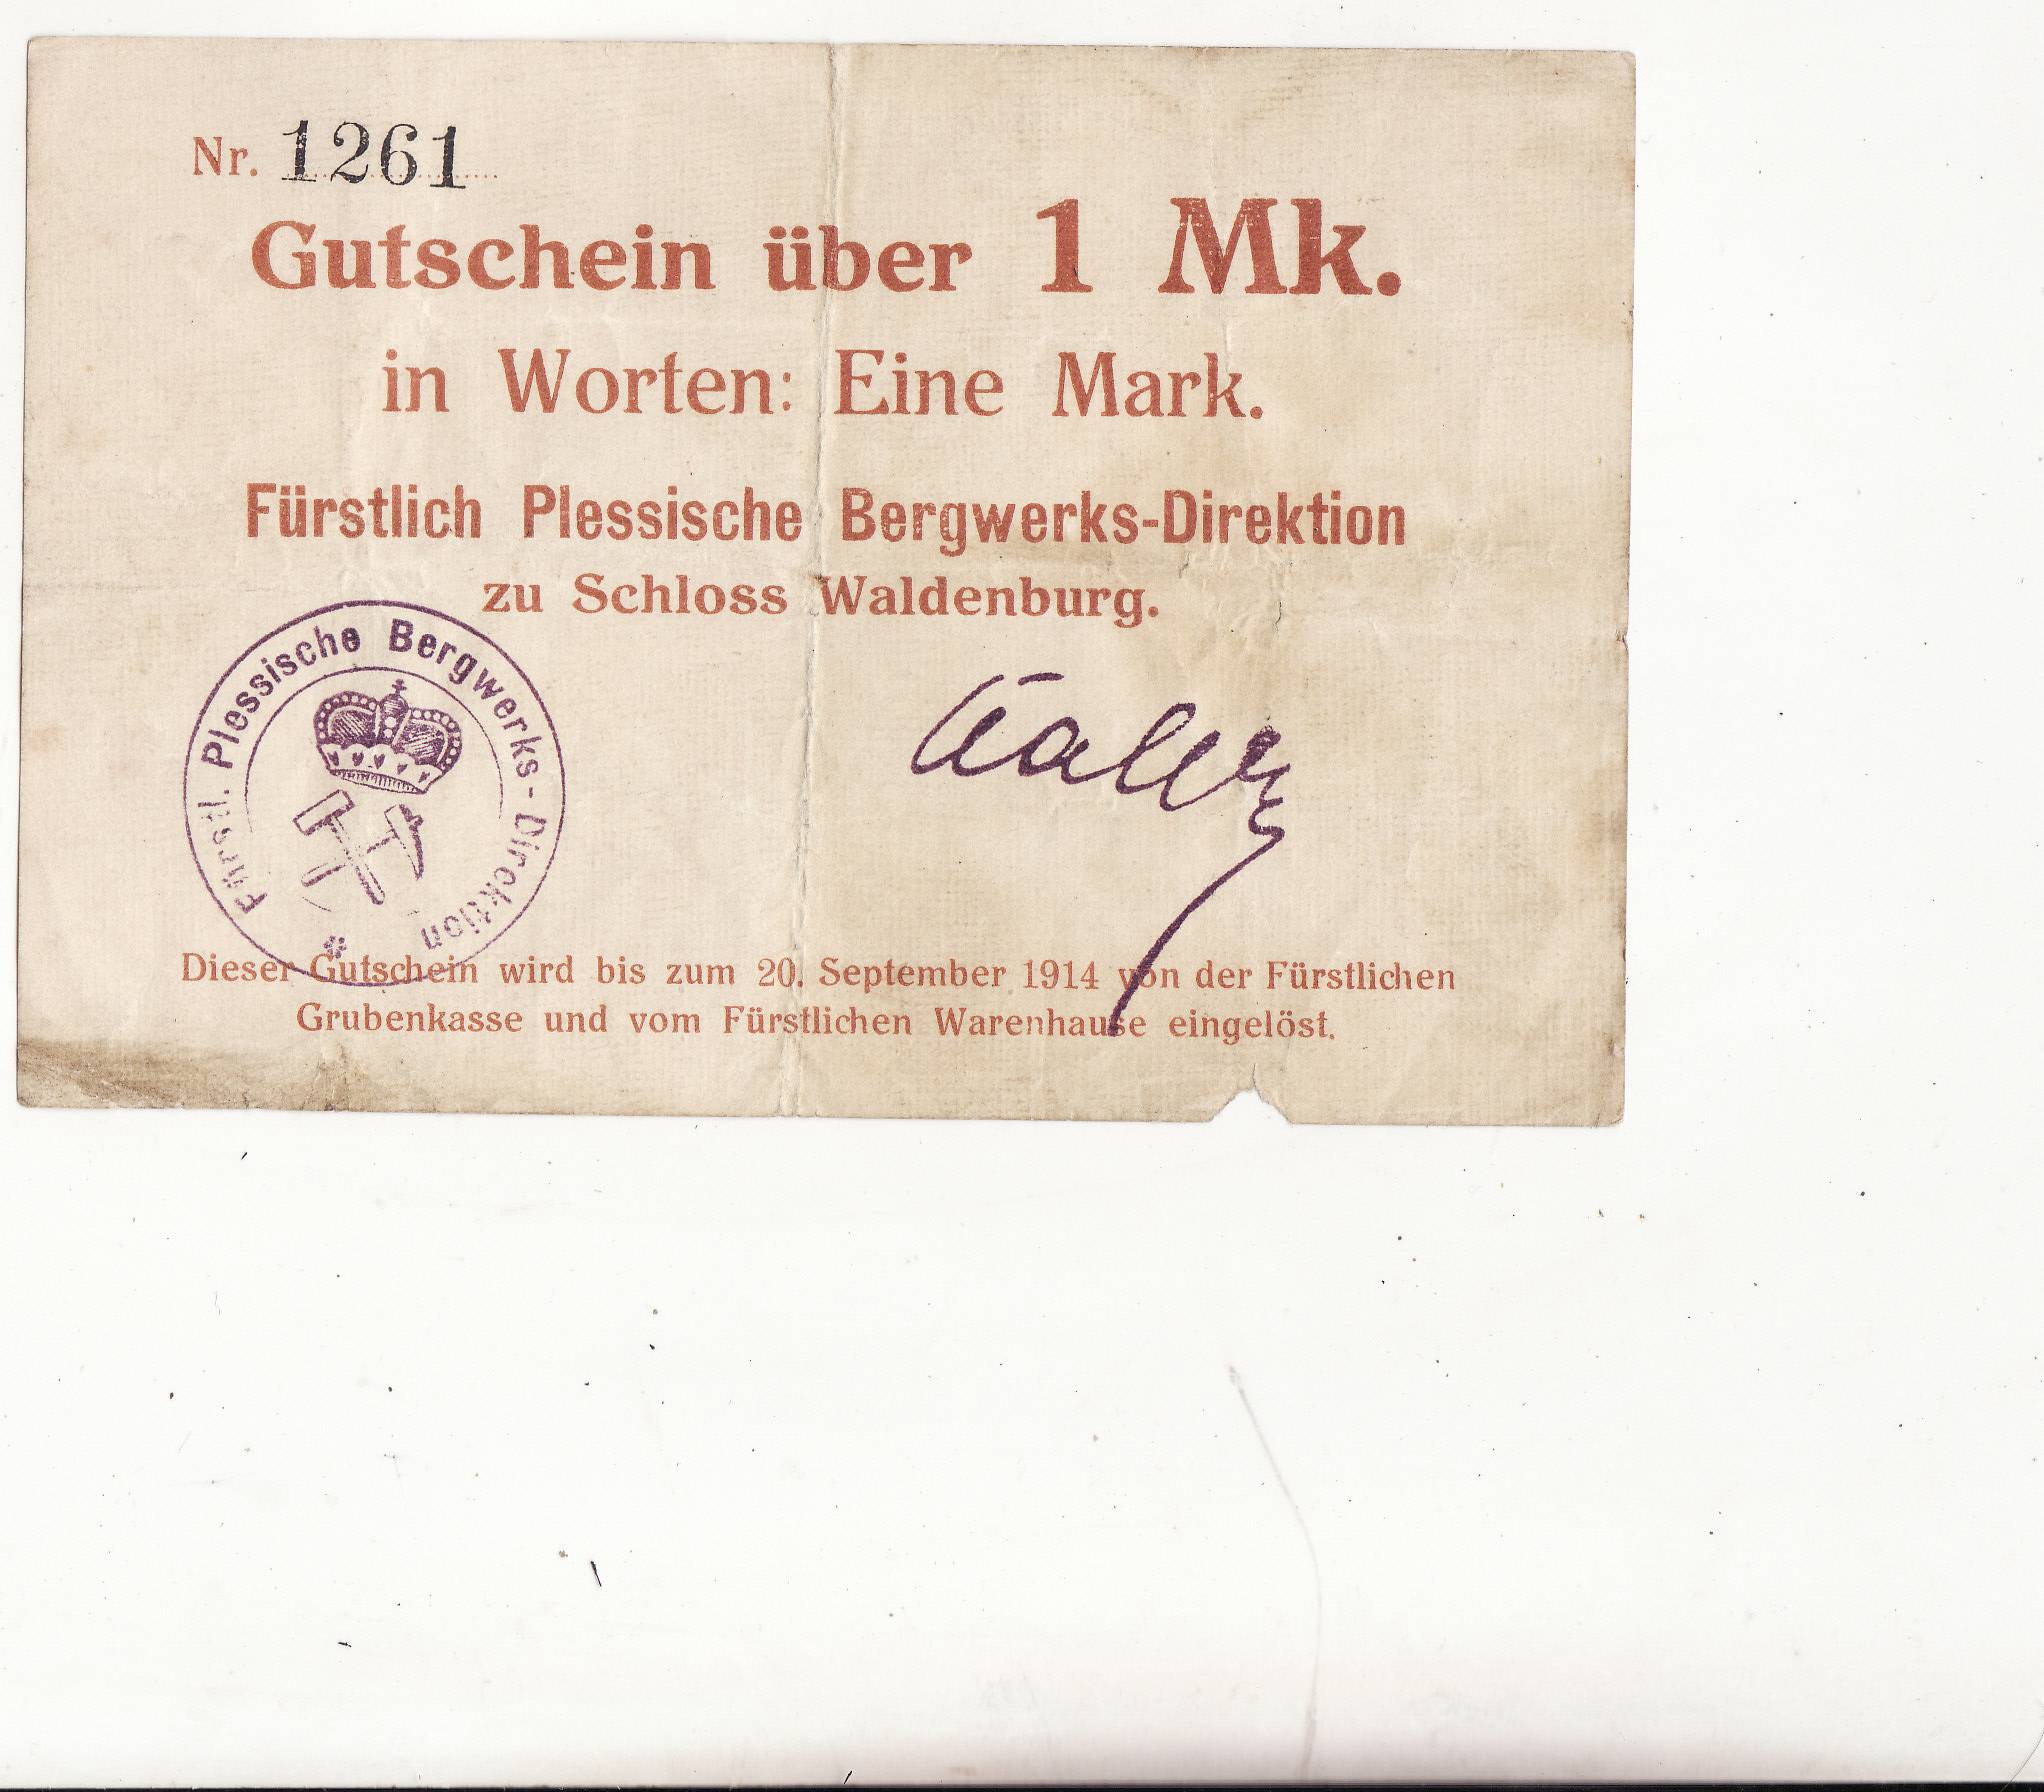 Nr. 1261
Gutschein über 1 Mk.
in Worten: Eine Mark.
Fürstlich Plessische Bergwerks-Direktion
zu Schloss Waldenburg.
Fürstl. Plessische Bergwerks-Direktion
Dieser Gutschein wird bis zum 20. September 1914 von der Fürstlichen
Grubenkasse und vom Fürstlichen Warenhause eingelöst.